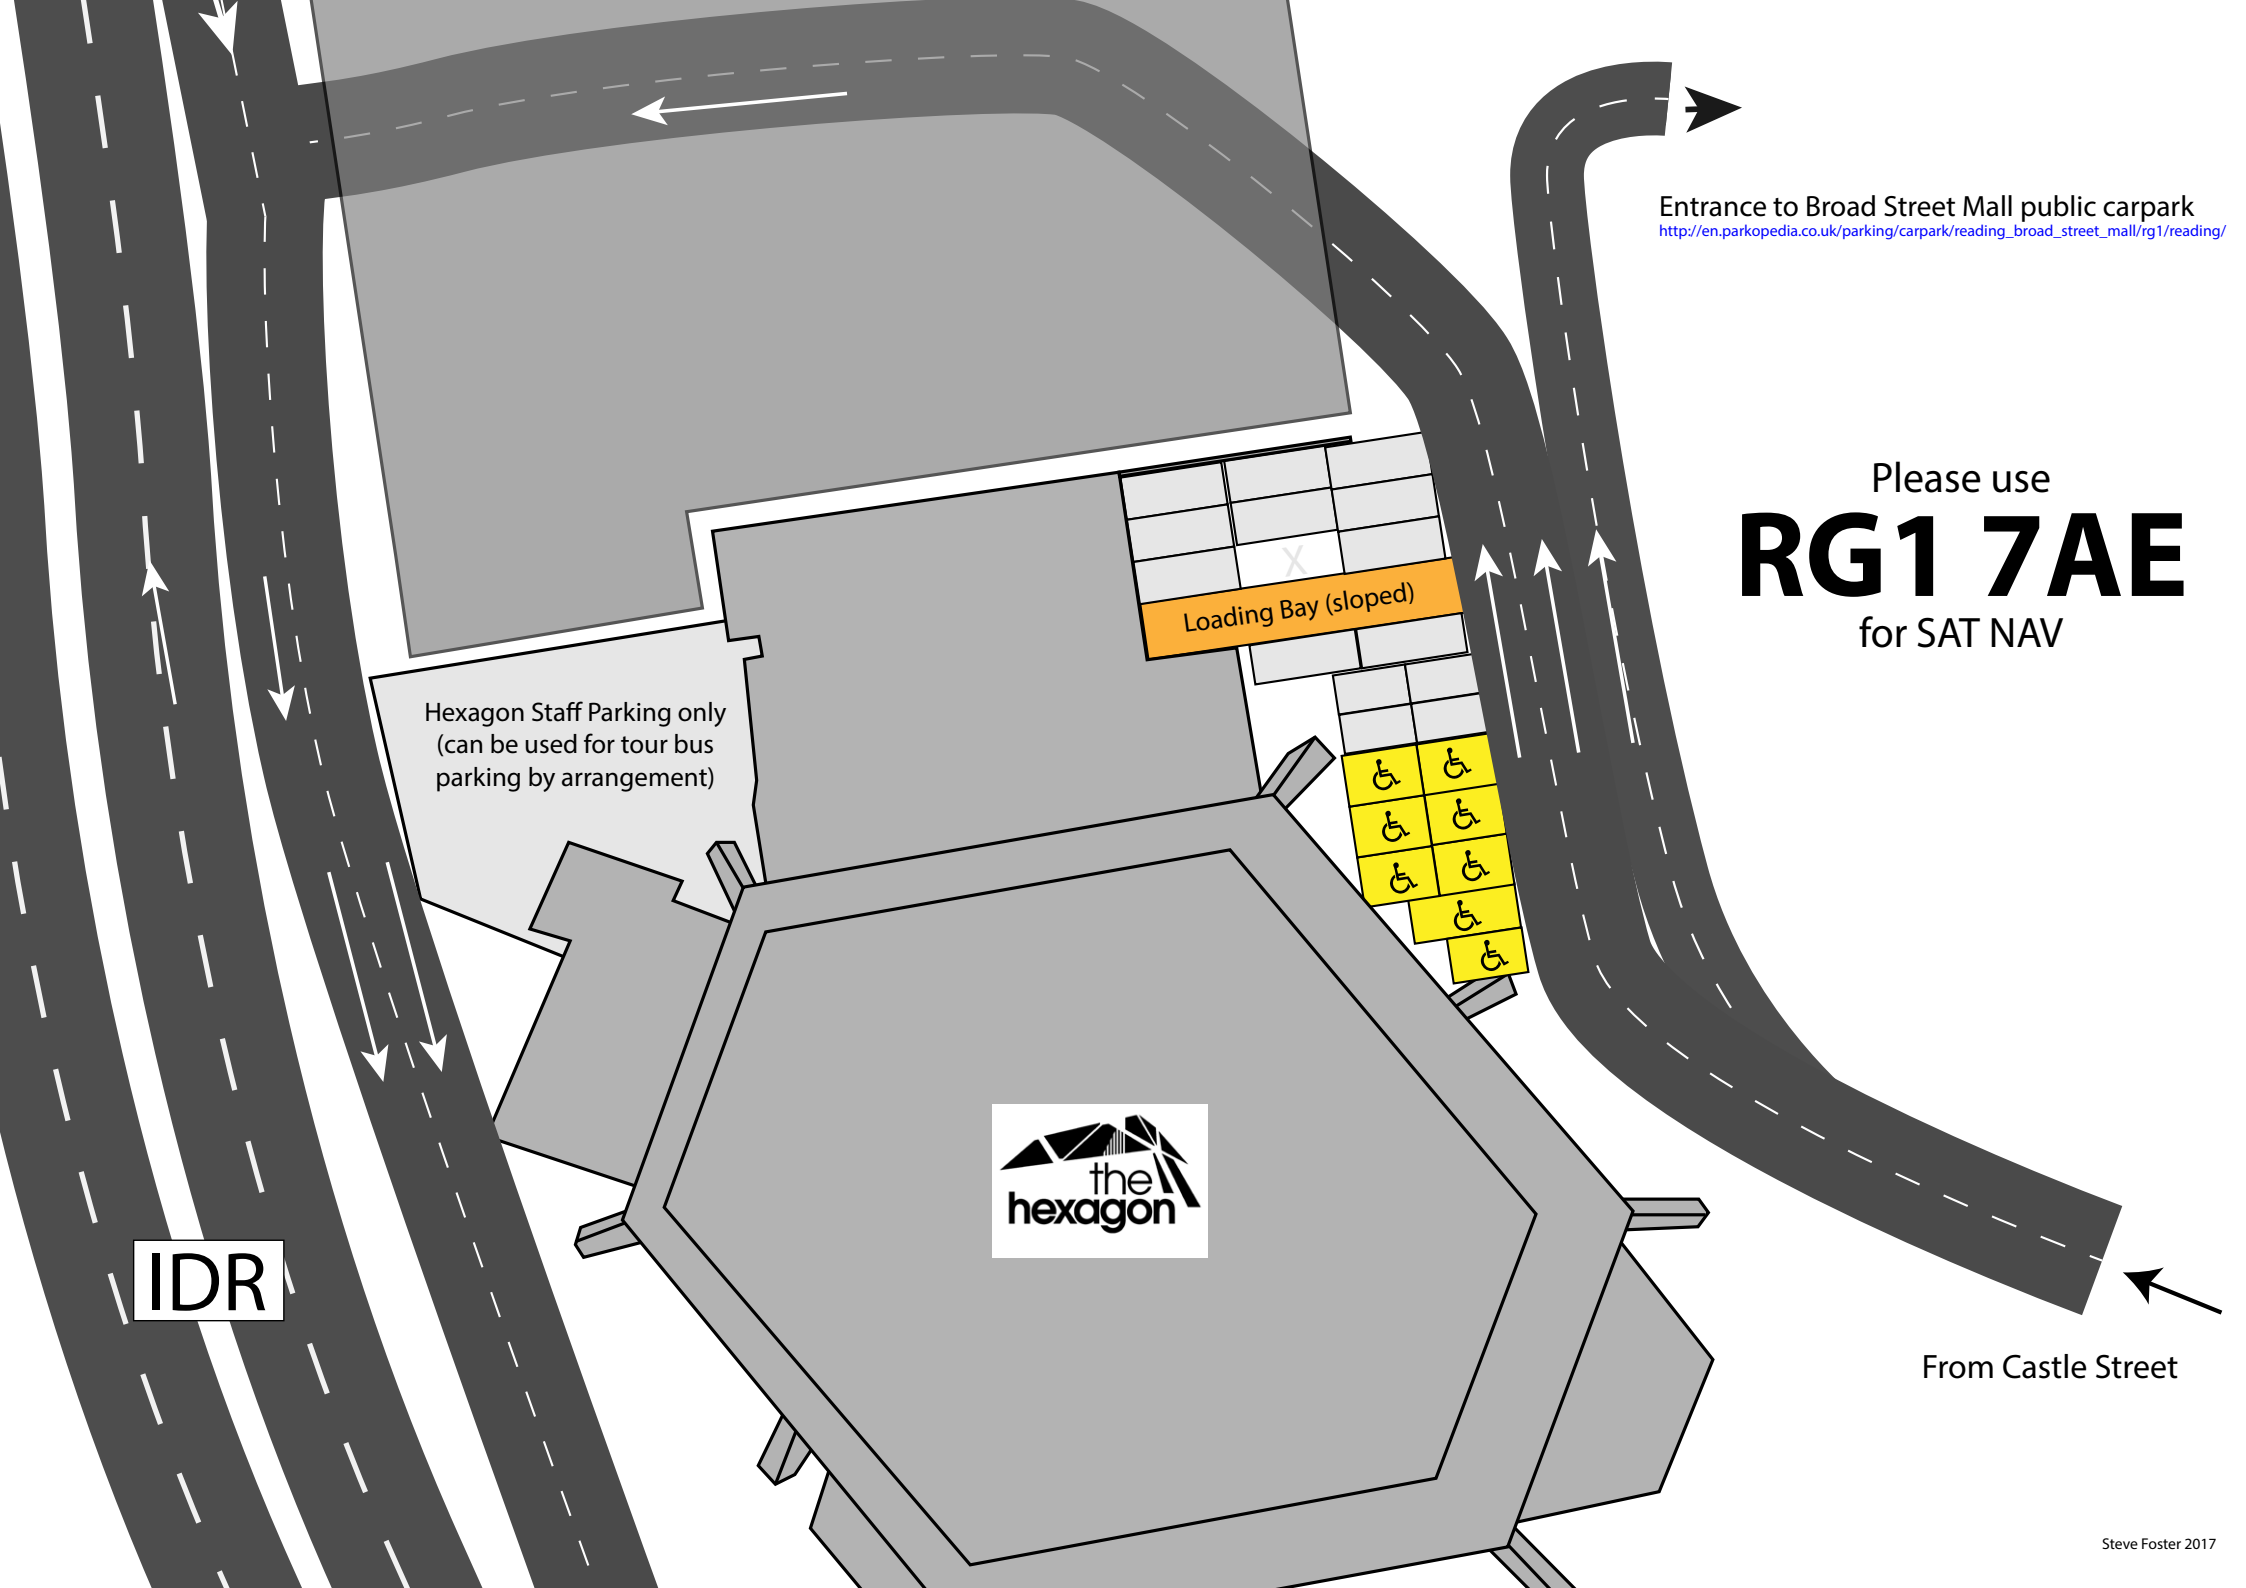 Entrance to Broad Street Mall public carpark
http://en.parkopedia.co.uk/parking/carpark/reading_broad_street_mall/rg1/reading/
Please use
RG1 7AE
for SAT NAV
X
Loading Bay (sloped)
Hexagon Staff Parking only
(can be used for tour bus
parking by arrangement)
the
hexagon
IDR
From Castle Street
Steve Foster 2017